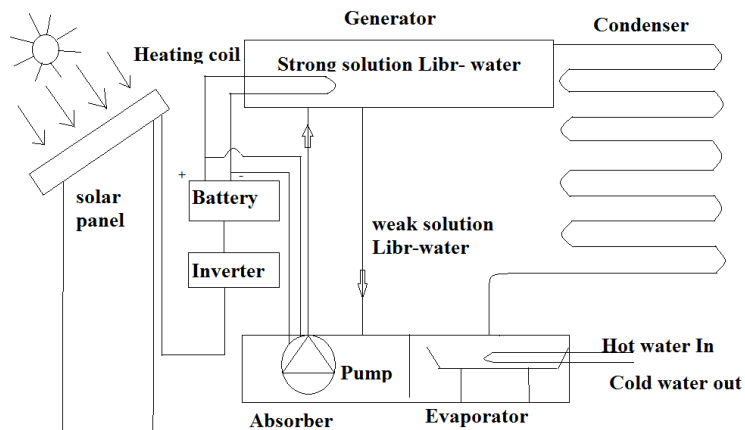 Generator
Condenser
Heating coil
Strong solution Libr- water
+
-
solar
panel
Battery
weak solution
Libr-water
Inverter
Hot water In
Pump
Cold water out
Absorber
Evaporator